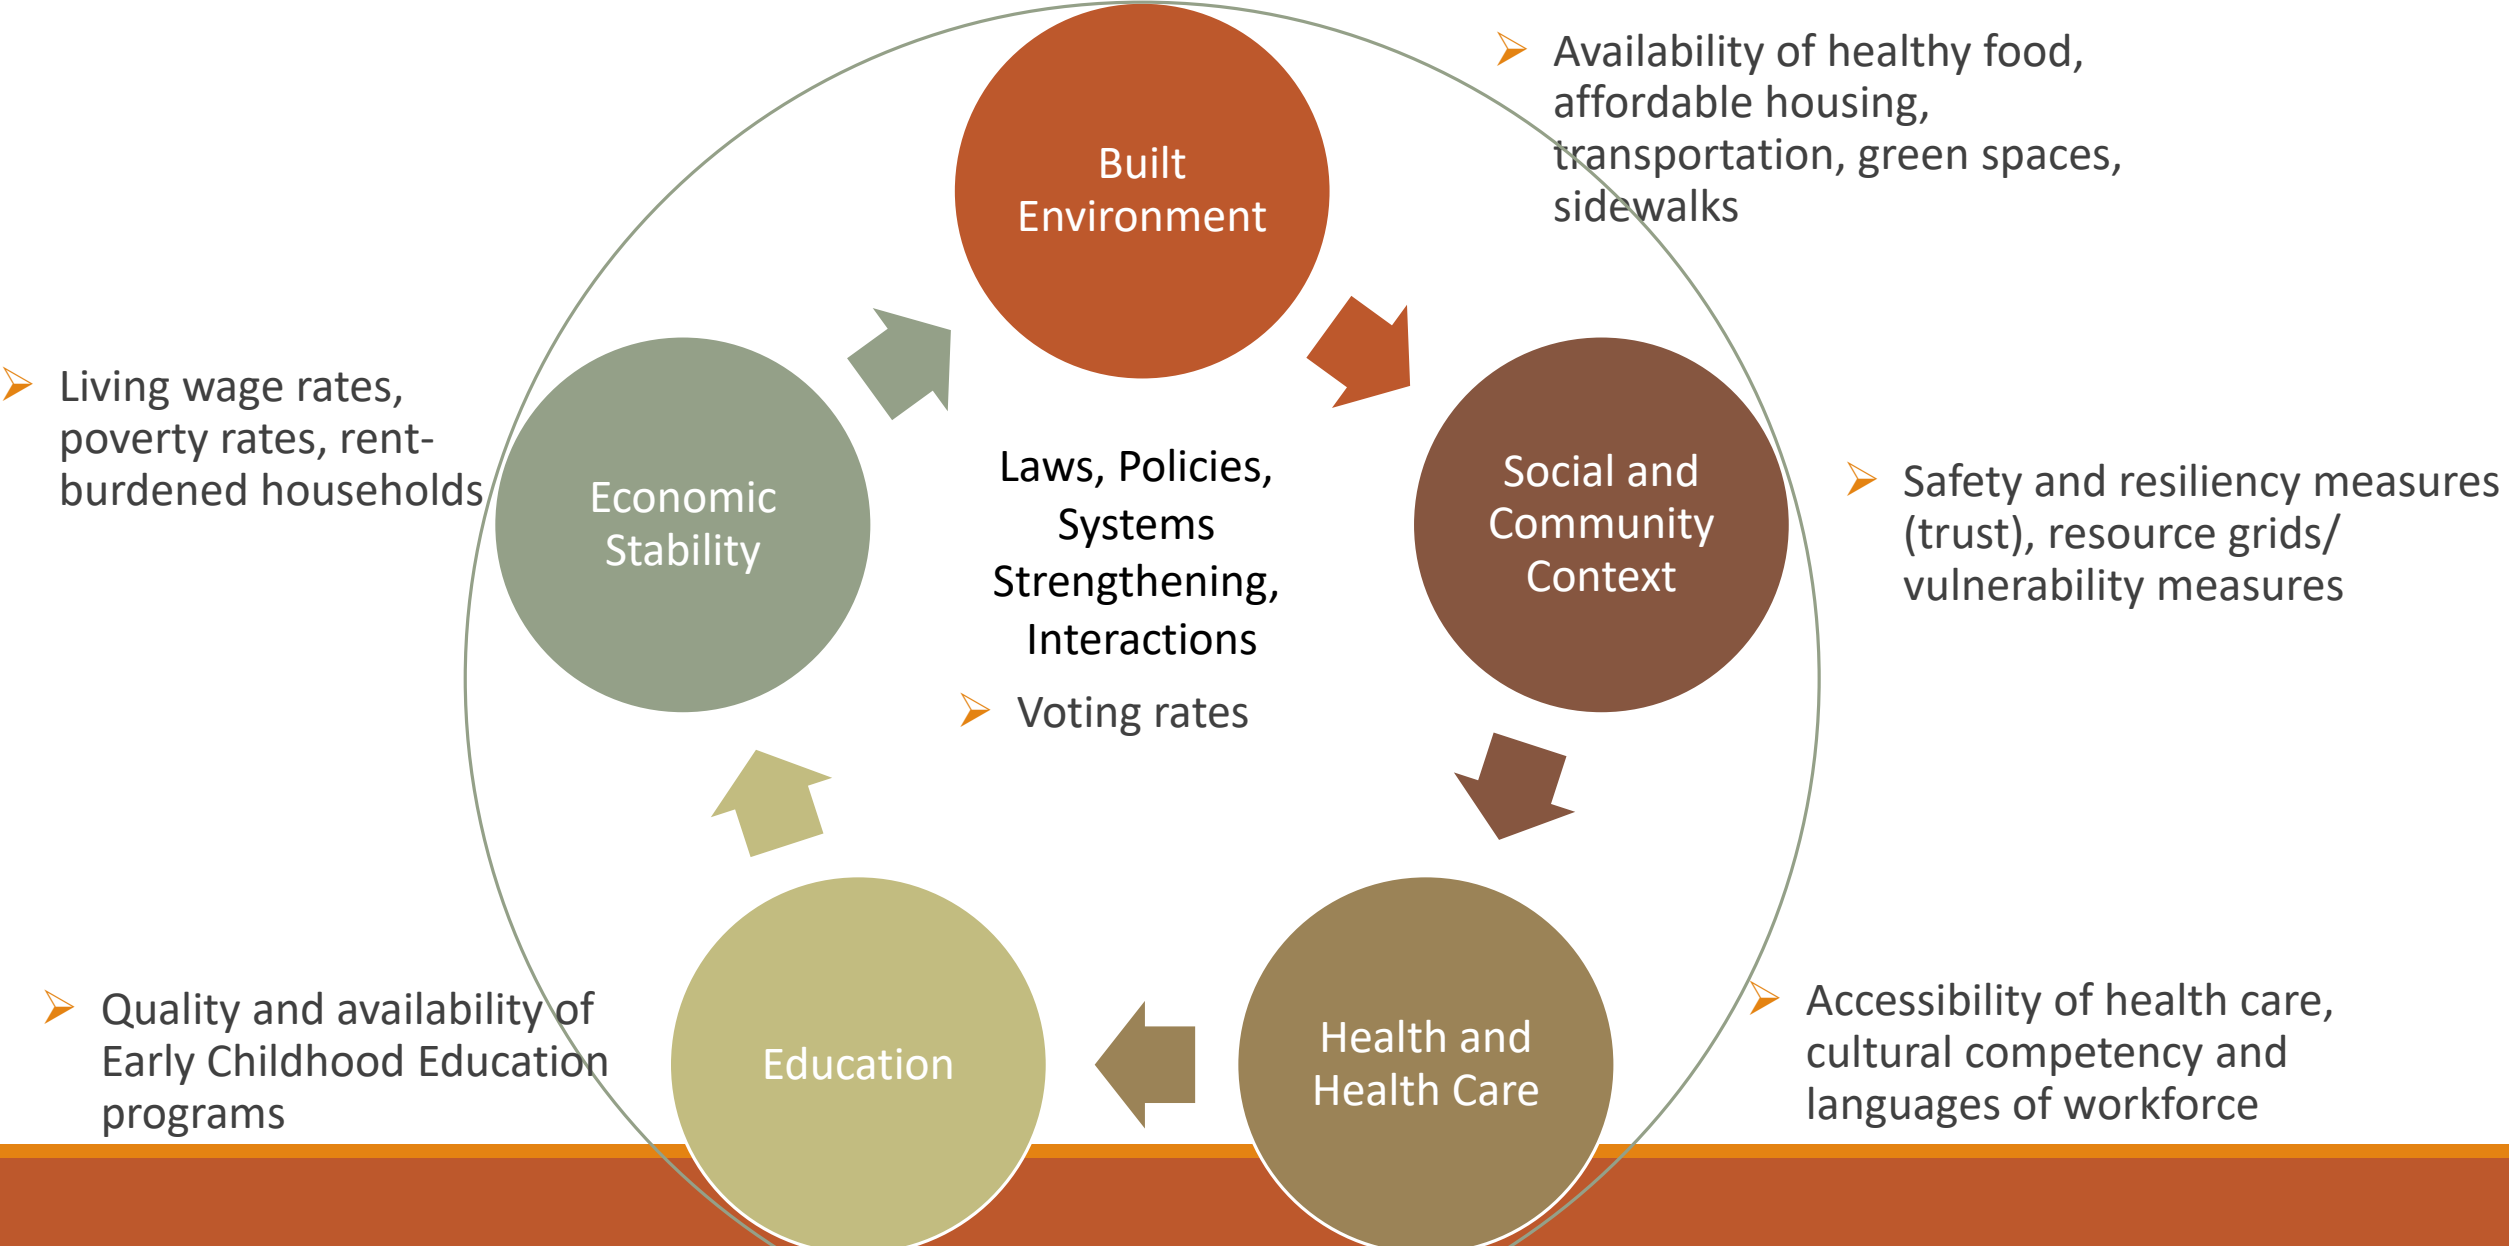 Built
Environment
Availability of healthy food,
affordable housing,
transportation, green spaces,
sidewalks
Social and
Community
Context
Safety and resiliency measures
(trust), resource grids/
vulnerability measures
Health and
Health Care
Accessibility of health care,
cultural competency and
languages of workforce
Education
Quality and availability of
Early Childhood Education
programs
Economic
Stability
Living wage rates,
poverty rates, rent-
burdened households
Laws, Policies,
Systems
Strengthening,
Interactions
Voting rates